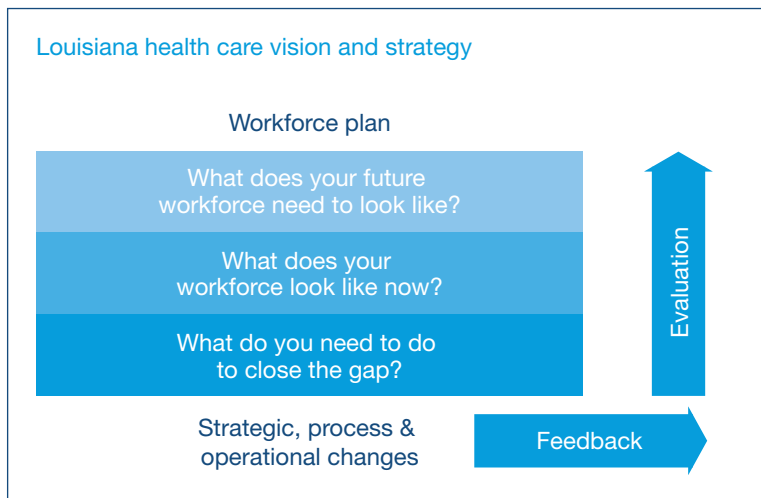 Louisiana health care vision and strategy
Workforce plan
What does your future
workforce need to look like?
What does your
workforce look like now?
What do you need to do
to close the gap?
Evaluation
Strategic, process &
operational changes
Feedback